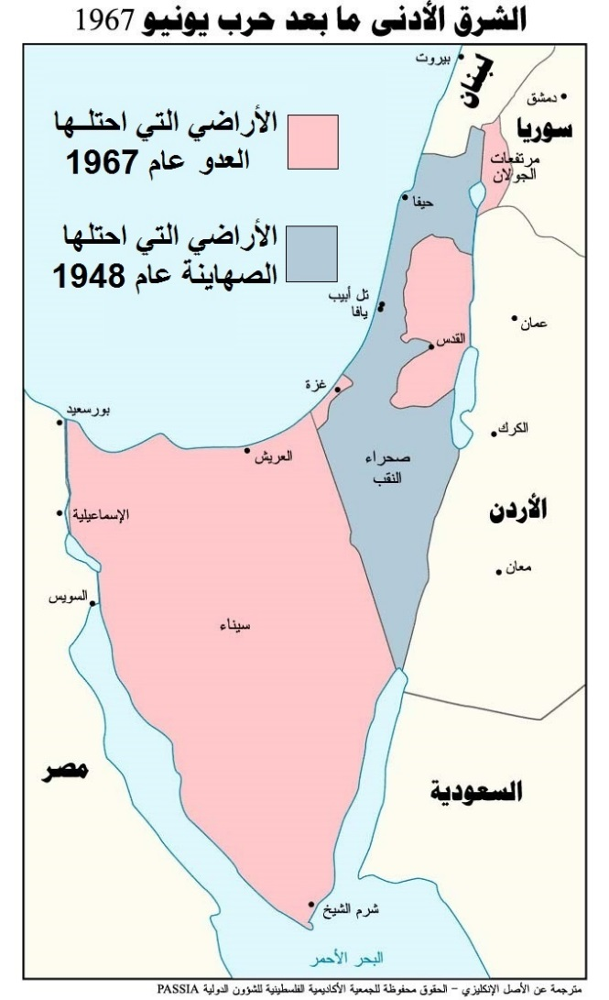 الشرق الأدنى ما بعد حرب يونيو 1967
بيروت
لبنان
دمشق
سوريا
الأراضي التي احتلـها
العدو عام 1967
مرتفعات
الجولان
حيفا
الأراضي التي احتلها
الصهاينة عام 1948
تل أبيب
يافا
عمان
القدس
غزة
بورسعيد
الكرك
العريش
صحراء
النقب
الأردن
الإسماعيلية
معان
السويس
سيناء
مصر
السعودية
شرم الشيخ
البحر الأحمر
مترجمة عن الأصل الإنكليزي – الحقوق محفوظة للجمعية الأكاديمية الفلسطينية للشؤون الدولية PASSIA